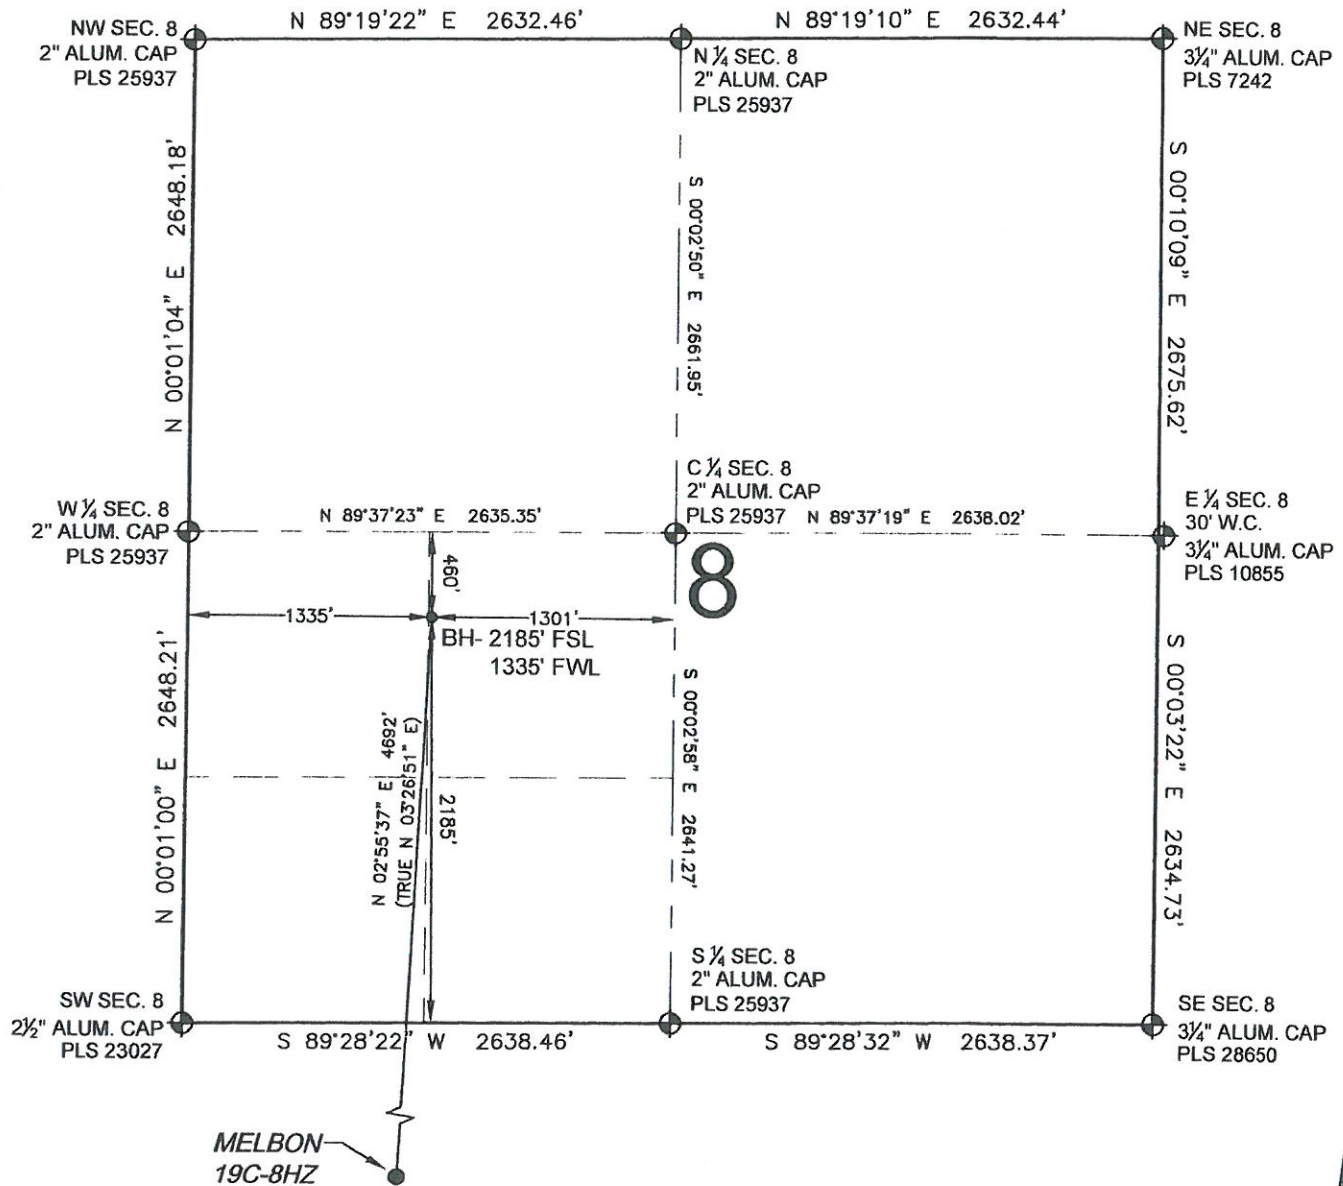 N 89°19'22" E 2632.46'
N 89°19'10" E 2632.44'
NW SEC. 8
2" ALUM. CAP
PLS 25937
N ¼ SEC. 8
2" ALUM. CAP
PLS 25937
NE SEC. 8
3¼" ALUM. CAP
PLS 7242
N 00°01'04" E 2648.18'
S 00°02'50" E 2661.95'
S 00°10'09" E 2675.62'
W ¼ SEC. 8
2" ALUM. CAP
PLS 25937
N 89°37'23" E 2635.35'
C ¼ SEC. 8
2" ALUM. CAP
PLS 25937
N 89°37'19" E 2638.02'
E ¼ SEC. 8
30' W.C.
3¼" ALUM. CAP
PLS 10855
8
460'
1335'
1301'
BH- 2185' FSL
1335' FWL
N 00°01'00" E 2648.21'
N 02°55'37" E 4692'
(TRUE N 03°26'51" E)
2185'
S 00°02'58" E 2641.27'
S 00°03'22" E 2634.73'
SW SEC. 8
2½" ALUM. CAP
PLS 23027
S 89°28'22" W 2638.46'
S ¼ SEC. 8
2" ALUM. CAP
PLS 25937
S 89°28'32" W 2638.37'
SE SEC. 8
3¼" ALUM. CAP
PLS 28650
MELBON
19C-8HZ